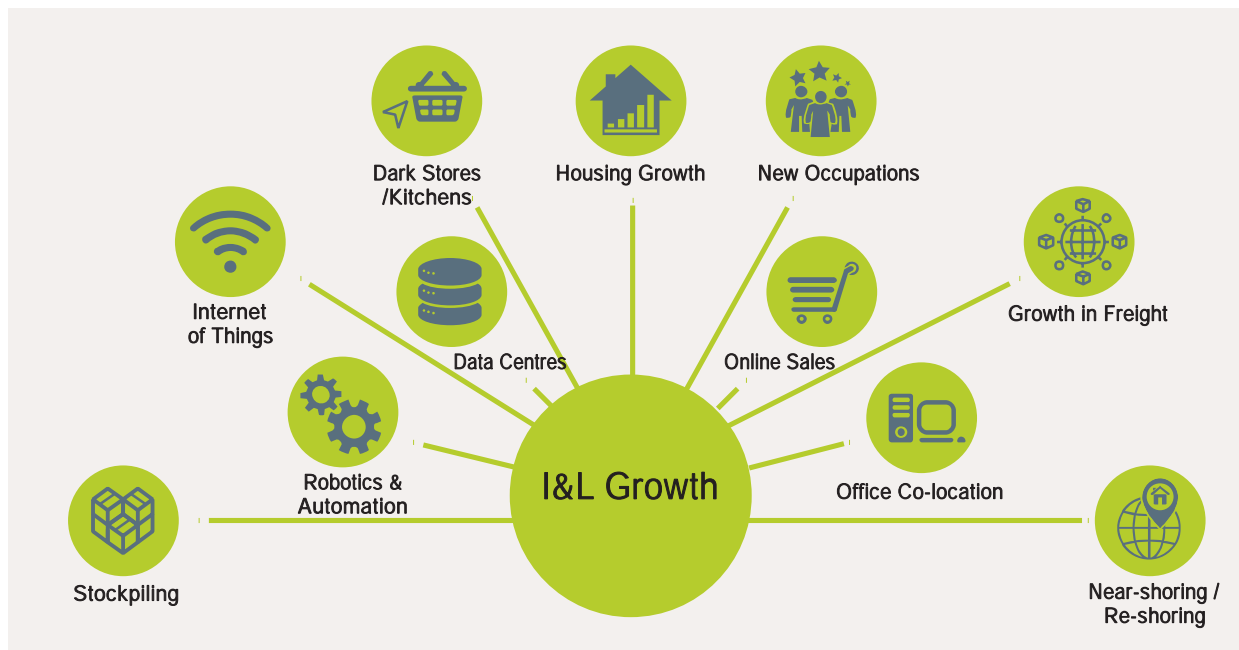 Dark Stores
/Kitchens
Housing Growth
New Occupations
Internet
of Things
Growth in Freight
Data Centres
Online Sales
Robotics &
Automation
I&L Growth
Office Co-location
Stockpiling
Near-shoring /
Re-shoring